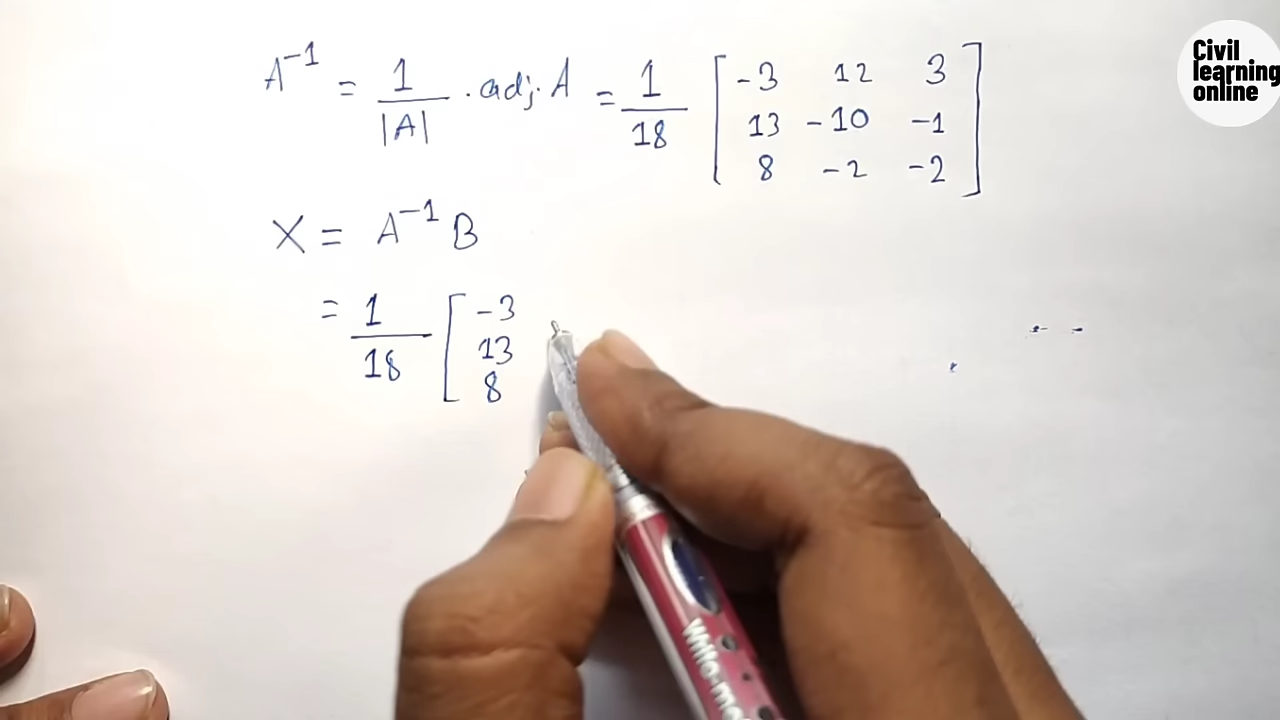 A⁻¹ = 1/|A| . adj. A = 1/18 [ -3 12 3
13 -10 -1
8 -2 -2 ]
X = A⁻¹ B
= 1/18 [ -3
13
8
Civil
learning
online